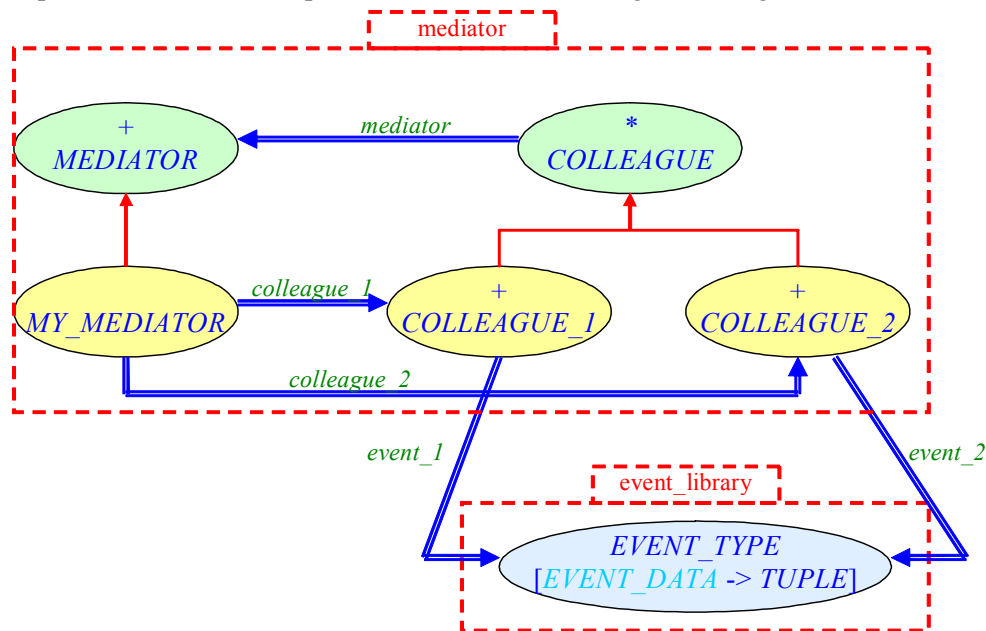 mediator
+
MEDIATOR
mediator
*
COLLEAGUE
MY_MEDIATOR
colleague_1
+
COLLEAGUE_1
+
COLLEAGUE_2
colleague_2
event_1
event_2
event_library
EVENT_TYPE
[EVENT_DATA -> TUPLE]